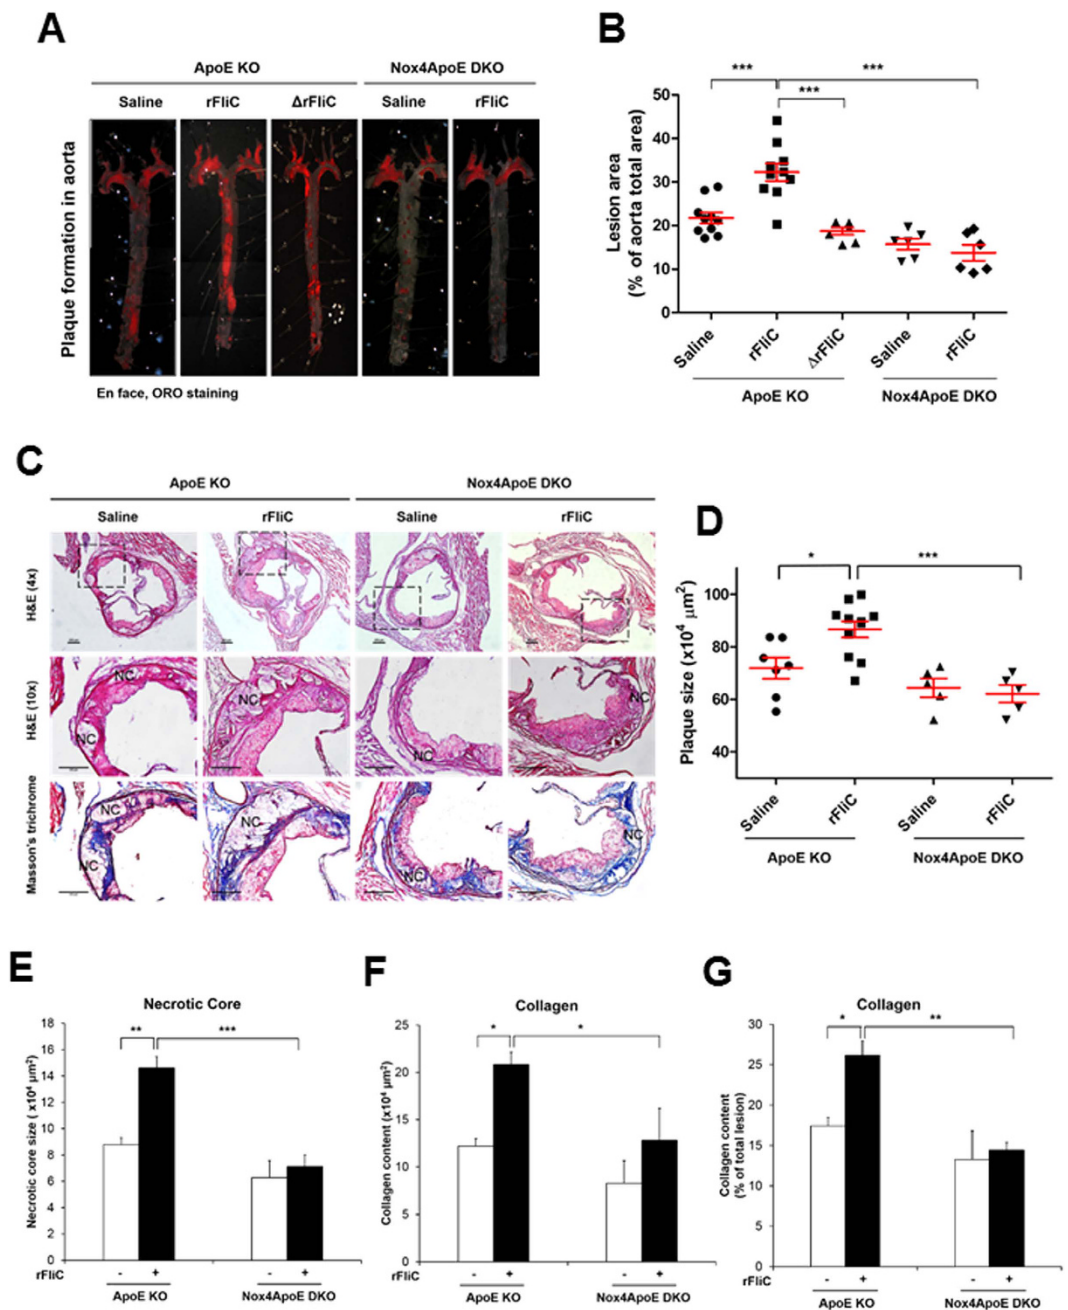 A
ApoE KO
Nox4ApoE DKO
Saline
rFliC
ΔrFliC
Saline
rFliC
Plaque formation in aorta
En face, ORO staining
B
***
***
***
Lesion area
(% of aorta total area)
50
40
30
20
10
0
Saline
rFliC
ΔrFliC
Saline
rFliC
ApoE KO
Nox4ApoE DKO
C
ApoE KO
Nox4ApoE DKO
Saline
rFliC
Saline
rFliC
H&E (4x)
H&E (10x)
NC
NC
NC
NC
NC
Masson's trichrome
NC
NC
NC
NC
NC
D
*
***
Plaque size (x10⁴ μm²)
100
80
60
40
Saline
rFliC
Saline
rFliC
ApoE KO
Nox4ApoE DKO
E
Necrotic Core
**
***
Necrotic core size ( x10⁴ μm²)
18
16
14
12
10
8
6
4
2
0
rFliC
- + - +
ApoE KO
Nox4ApoE DKO
F
Collagen
*
*
Collagen content (x10⁴ μm²)
25
20
15
10
5
0
rFliC
- + - +
ApoE KO
Nox4ApoE DKO
G
Collagen
*
**
Collagen content
(% of total lesion)
30
25
20
15
10
5
0
rFliC
- + - +
ApoE KO
Nox4ApoE DKO